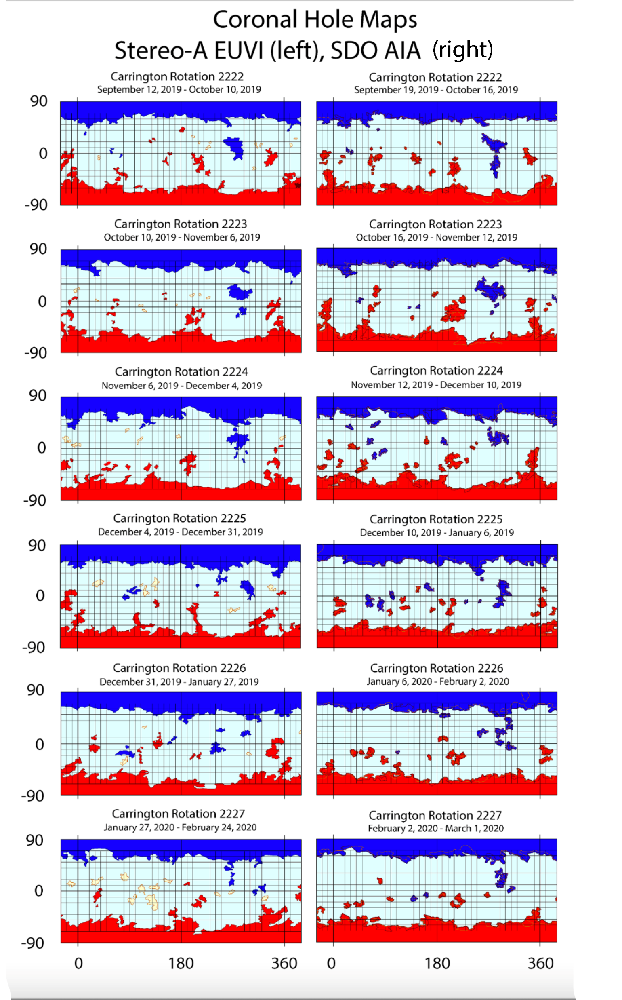 Coronal Hole Maps
Stereo-A EUVI (left), SDO AIA (right)
Carrington Rotation 2222
September 12, 2019 - October 10, 2019
Carrington Rotation 2222
September 19, 2019 - October 16, 2019
90
0
-90
Carrington Rotation 2223
October 10, 2019 - November 6, 2019
Carrington Rotation 2223
October 16, 2019 - November 12, 2019
90
0
-90
Carrington Rotation 2224
November 6, 2019 - December 4, 2019
Carrington Rotation 2224
November 12, 2019 - December 10, 2019
90
0
-90
Carrington Rotation 2225
December 4, 2019 - December 31, 2019
Carrington Rotation 2225
December 10, 2019 - January 6, 2019
90
0
-90
Carrington Rotation 2226
December 31, 2019 - January 27, 2019
Carrington Rotation 2226
January 6, 2020 - February 2, 2020
90
0
-90
Carrington Rotation 2227
January 27, 2020 - February 24, 2020
Carrington Rotation 2227
February 2, 2020 - March 1, 2020
90
0
-90
0 180 360 0 180 360